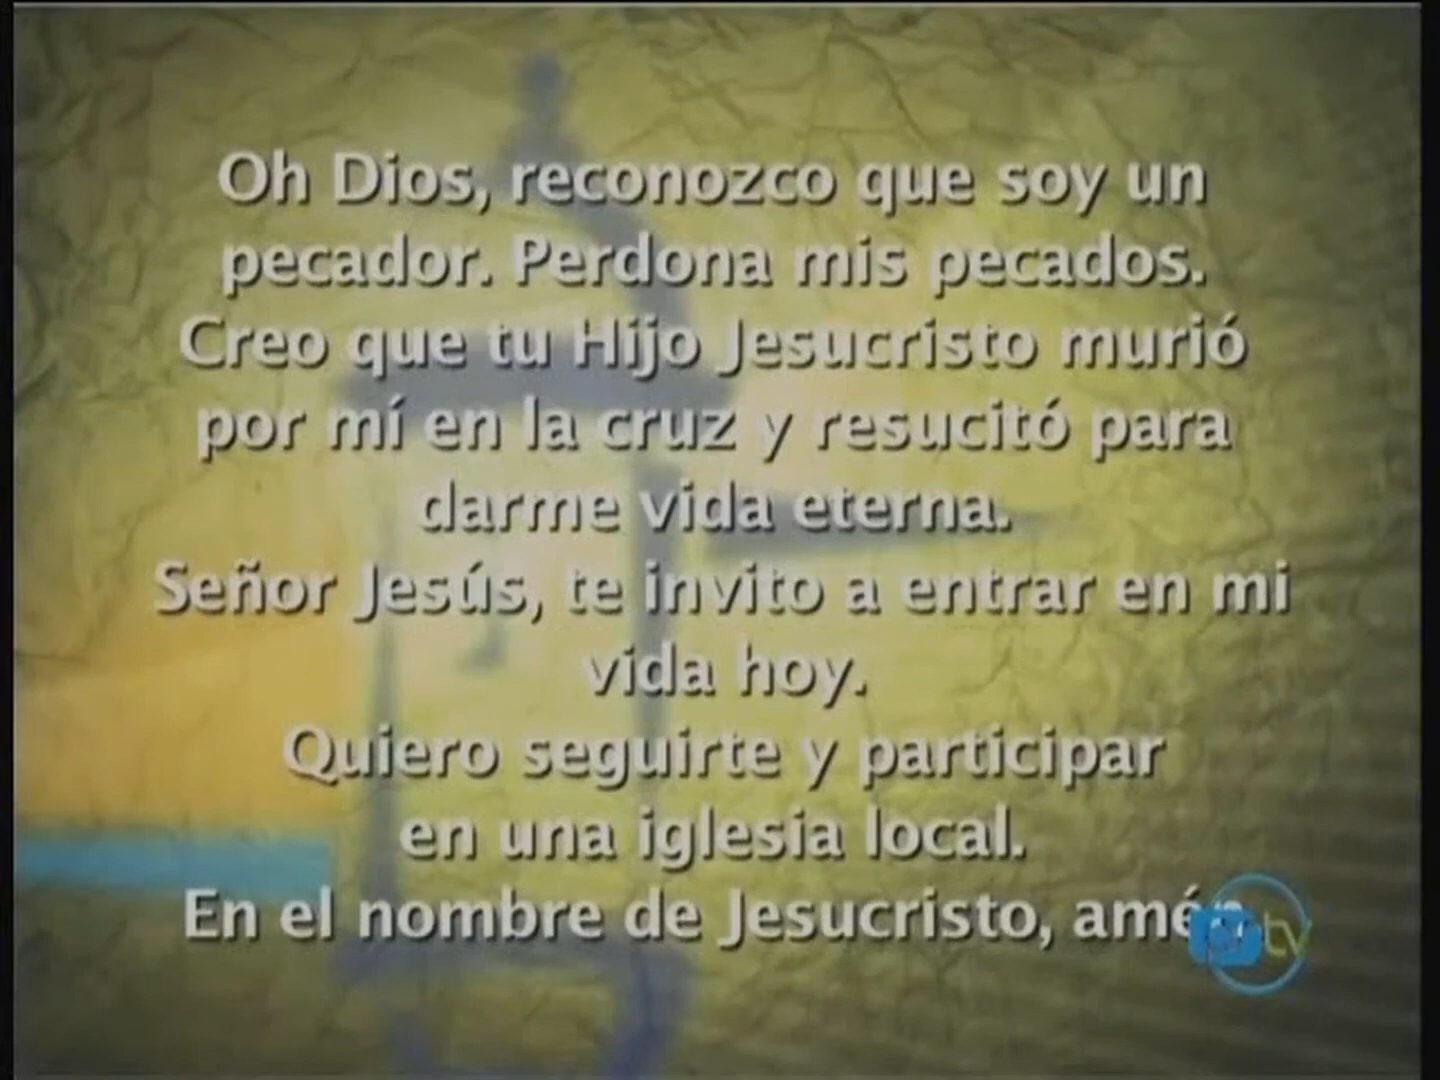 Oh Dios, reconozco que soy un
pecador. Perdona mis pecados.
Creo que tu Hijo Jesucristo murió
por mí en la cruz y resucitó para
darme vida eterna.
Señor Jesús, te invito a entrar en mi
vida hoy.
Quiero seguirte y participar
en una iglesia local.
En el nombre de Jesucristo, amén.
tv